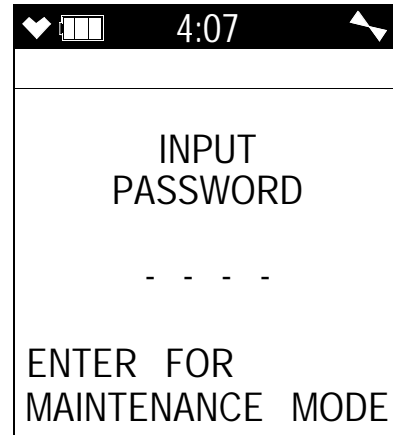 4:07
INPUT
PASSWORD
- - - -
ENTER FOR
MAINTENANCE MODE